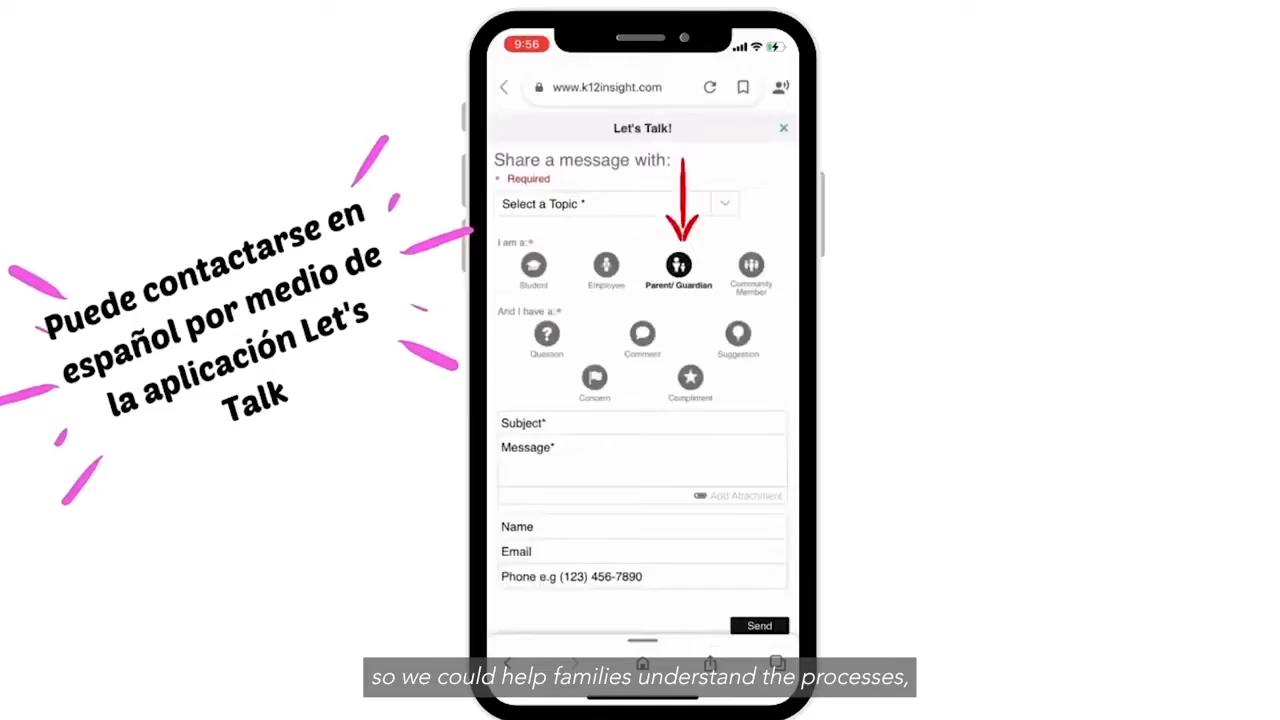 9:56
www.k12insight.com
Let's Talk!
Share a message with:
* Required
Select a Topic *
I am a:*
Student
Employee
Parent/ Guardian
Community
Member
And I have a:*
Question
Comment
Suggestion
Concern
Compliment
Subject*
Message*
Add Attachment
Name
Email
Phone e.g (123) 456-7890
Send
Puede contactarse en
español por medio de
la aplicación Let's
Talk
so we could help families understand the processes,